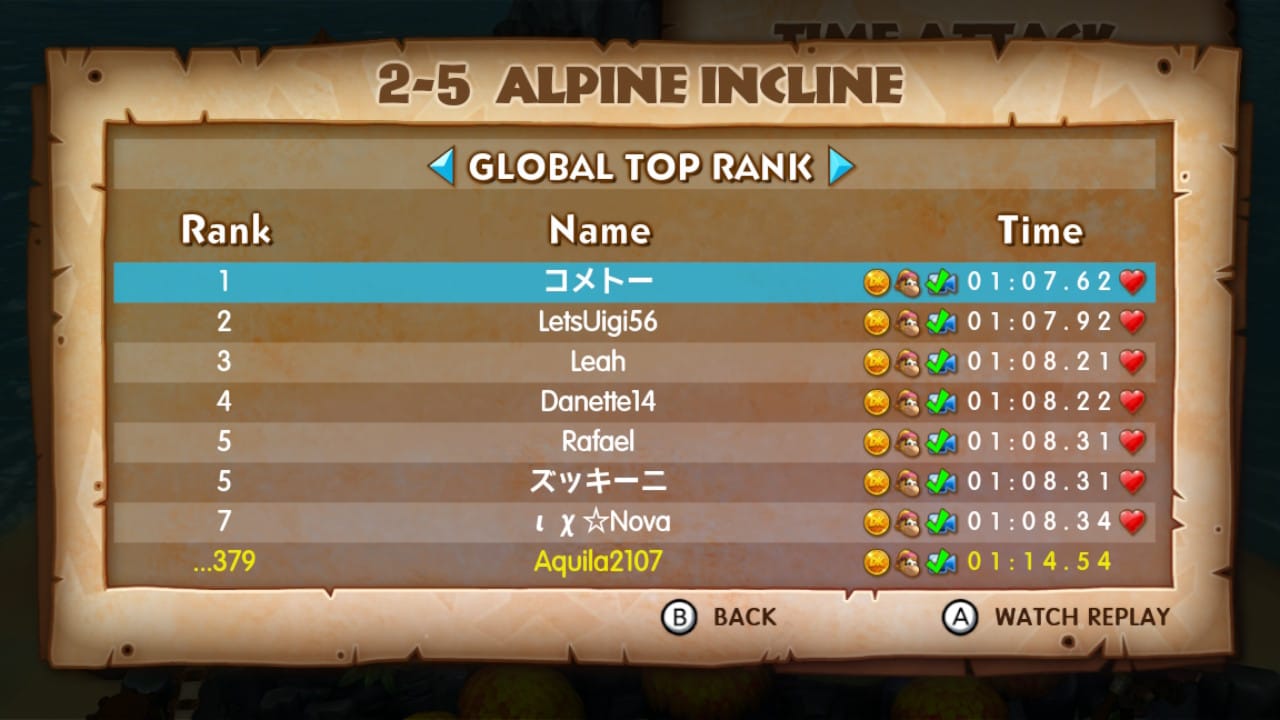 TIME ATTACK
2-5 ALPINE INCLINE
GLOBAL TOP RANK
Rank Name Time
1 コメトー 01:07.62
2 LetsUigi56 01:07.92
3 Leah 01:08.21
4 Danette14 01:08.22
5 Rafael 01:08.31
5 ズッキーニ 01:08.31
7 ι χ ☆Nova 01:08.34
...379 Aquila2107 01:14.54
B BACK A WATCH REPLAY